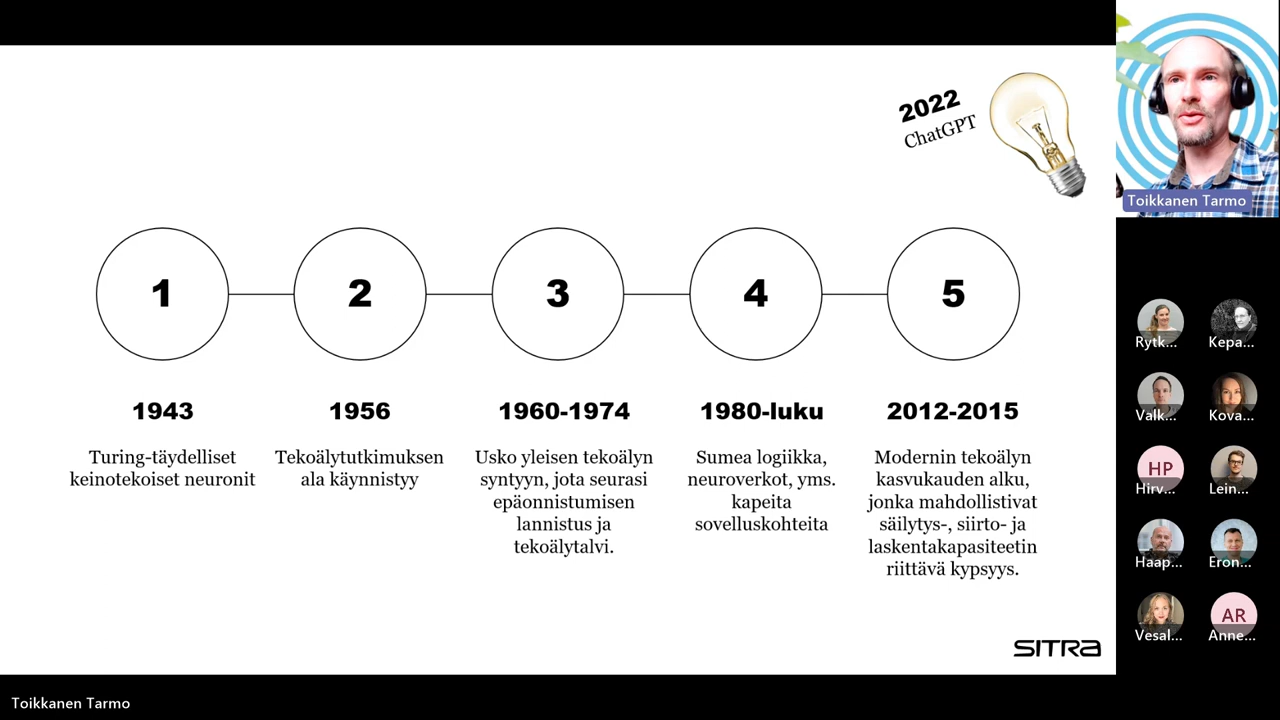 2022
ChatGPT
1
2
3
4
5
1943
Turing-täydelliset
keinotekoiset neuronit
1956
Tekoälytutkimuksen
ala käynnistyy
1960-1974
Usko yleisen tekoälyn
syntyyn, jota seurasi
epäonnistumisen
lannistus ja
tekoälytalvi.
1980-luku
Sumea logiikka,
neuroverkot, yms.
kapeita
sovelluskohteita
2012-2015
Modernin tekoälyn
kasvukauden alku,
jonka mahdollistivat
säilytys-, siirto- ja
laskentakapasiteetin
riittävä kypsyys.
SITRA
Toikkanen Tarmo
Toikkanen Tarmo
Rytk...
Kepa...
Valk...
Kova...
HP
Hirv...
Lein...
Haap...
Eron...
Vesal...
AR
Anne...